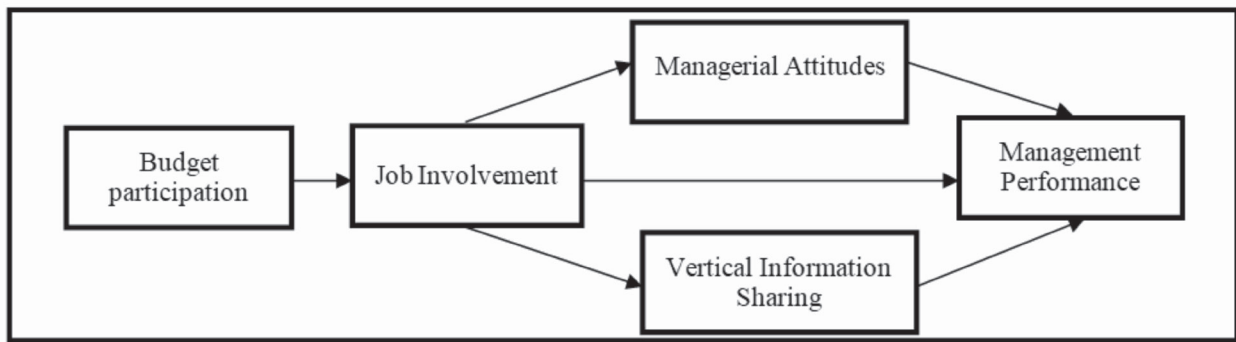 Managerial Attitudes
Budget
participation
Job Involvement
Management
Performance
Vertical Information
Sharing